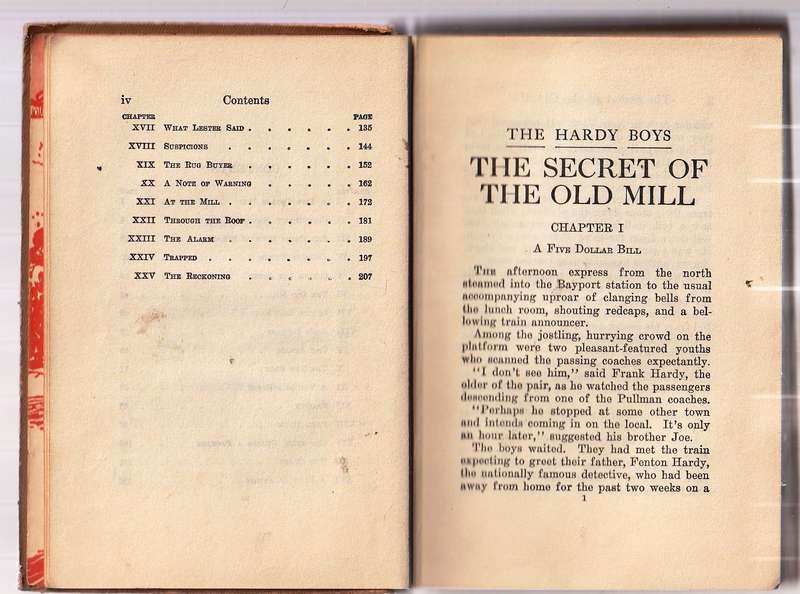 iv Contents
CHAPTER PAGE
XVII What Lester Said . . . . . . 135
XVIII Suspicions . . . . . . . 144
XIX The Rug Buyer . . . . . . 152
XX A Note of Warning . . . . . 162
XXI At the Mill . . . . . . . 172
XXII Through the Roof . . . . . . 181
XXIII The Alarm . . . . . . 189
XXIV Trapped . . . . . . . . 197
XXV The Reckoning . . . . . . 207
THE HARDY BOYS
THE SECRET OF
THE OLD MILL
CHAPTER I
A Five Dollar Bill
The afternoon express from the north
steamed into the Bayport station to the usual
accompanying uproar of clanging bells from
the lunch room, shouting redcaps, and a bel-
lowing train announcer.
Among the jostling, hurrying crowd on the
platform were two pleasant-featured youths
who scanned the passing coaches expectantly.
"I don't see him," said Frank Hardy, the
older of the pair, as he watched the passengers
descending from one of the Pullman coaches.
"Perhaps he stopped at some other town
and intends coming in on the local. It's only
an hour later," suggested his brother Joe.
The boys waited. They had met the train
expecting to greet their father, Fenton Hardy,
the nationally famous detective, who had been
away from home for the past two weeks on a
1